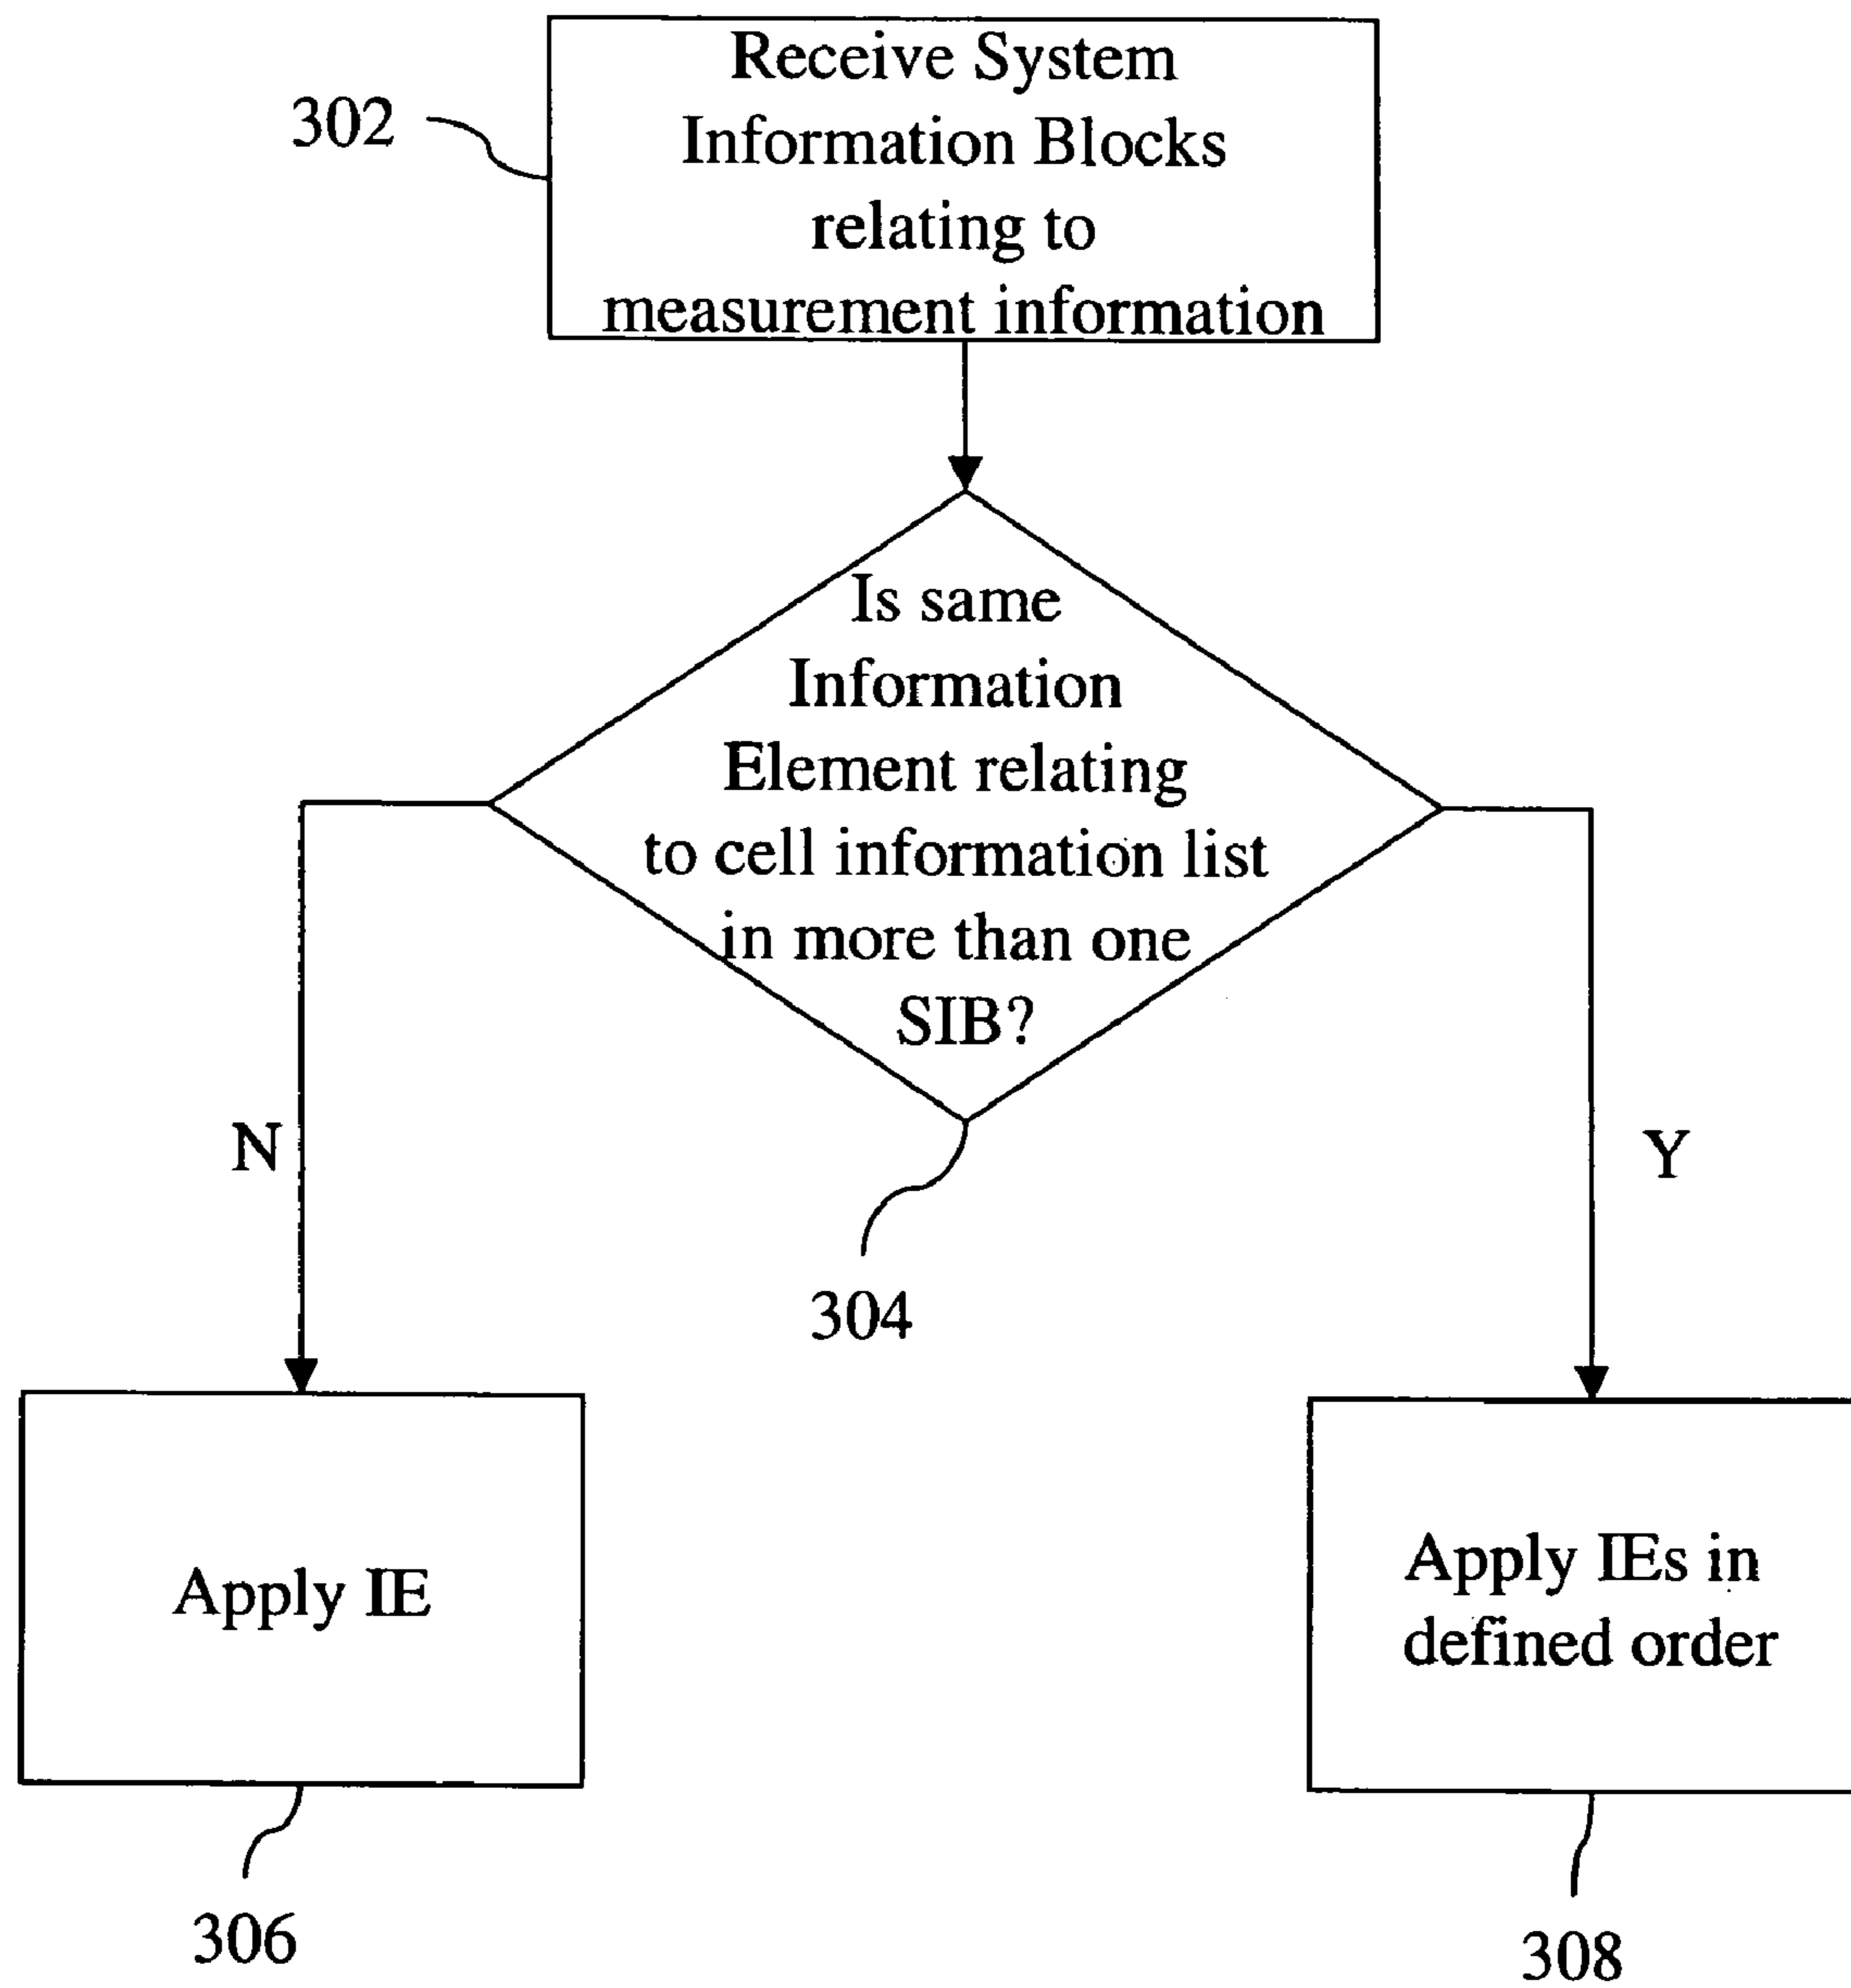 Receive System
Information Blocks
relating to
measurement information
302
Is same
Information
Element relating
to cell information list
in more than one
SIB?
N
Y
304
Apply IE
Apply IEs in
defined order
306
308